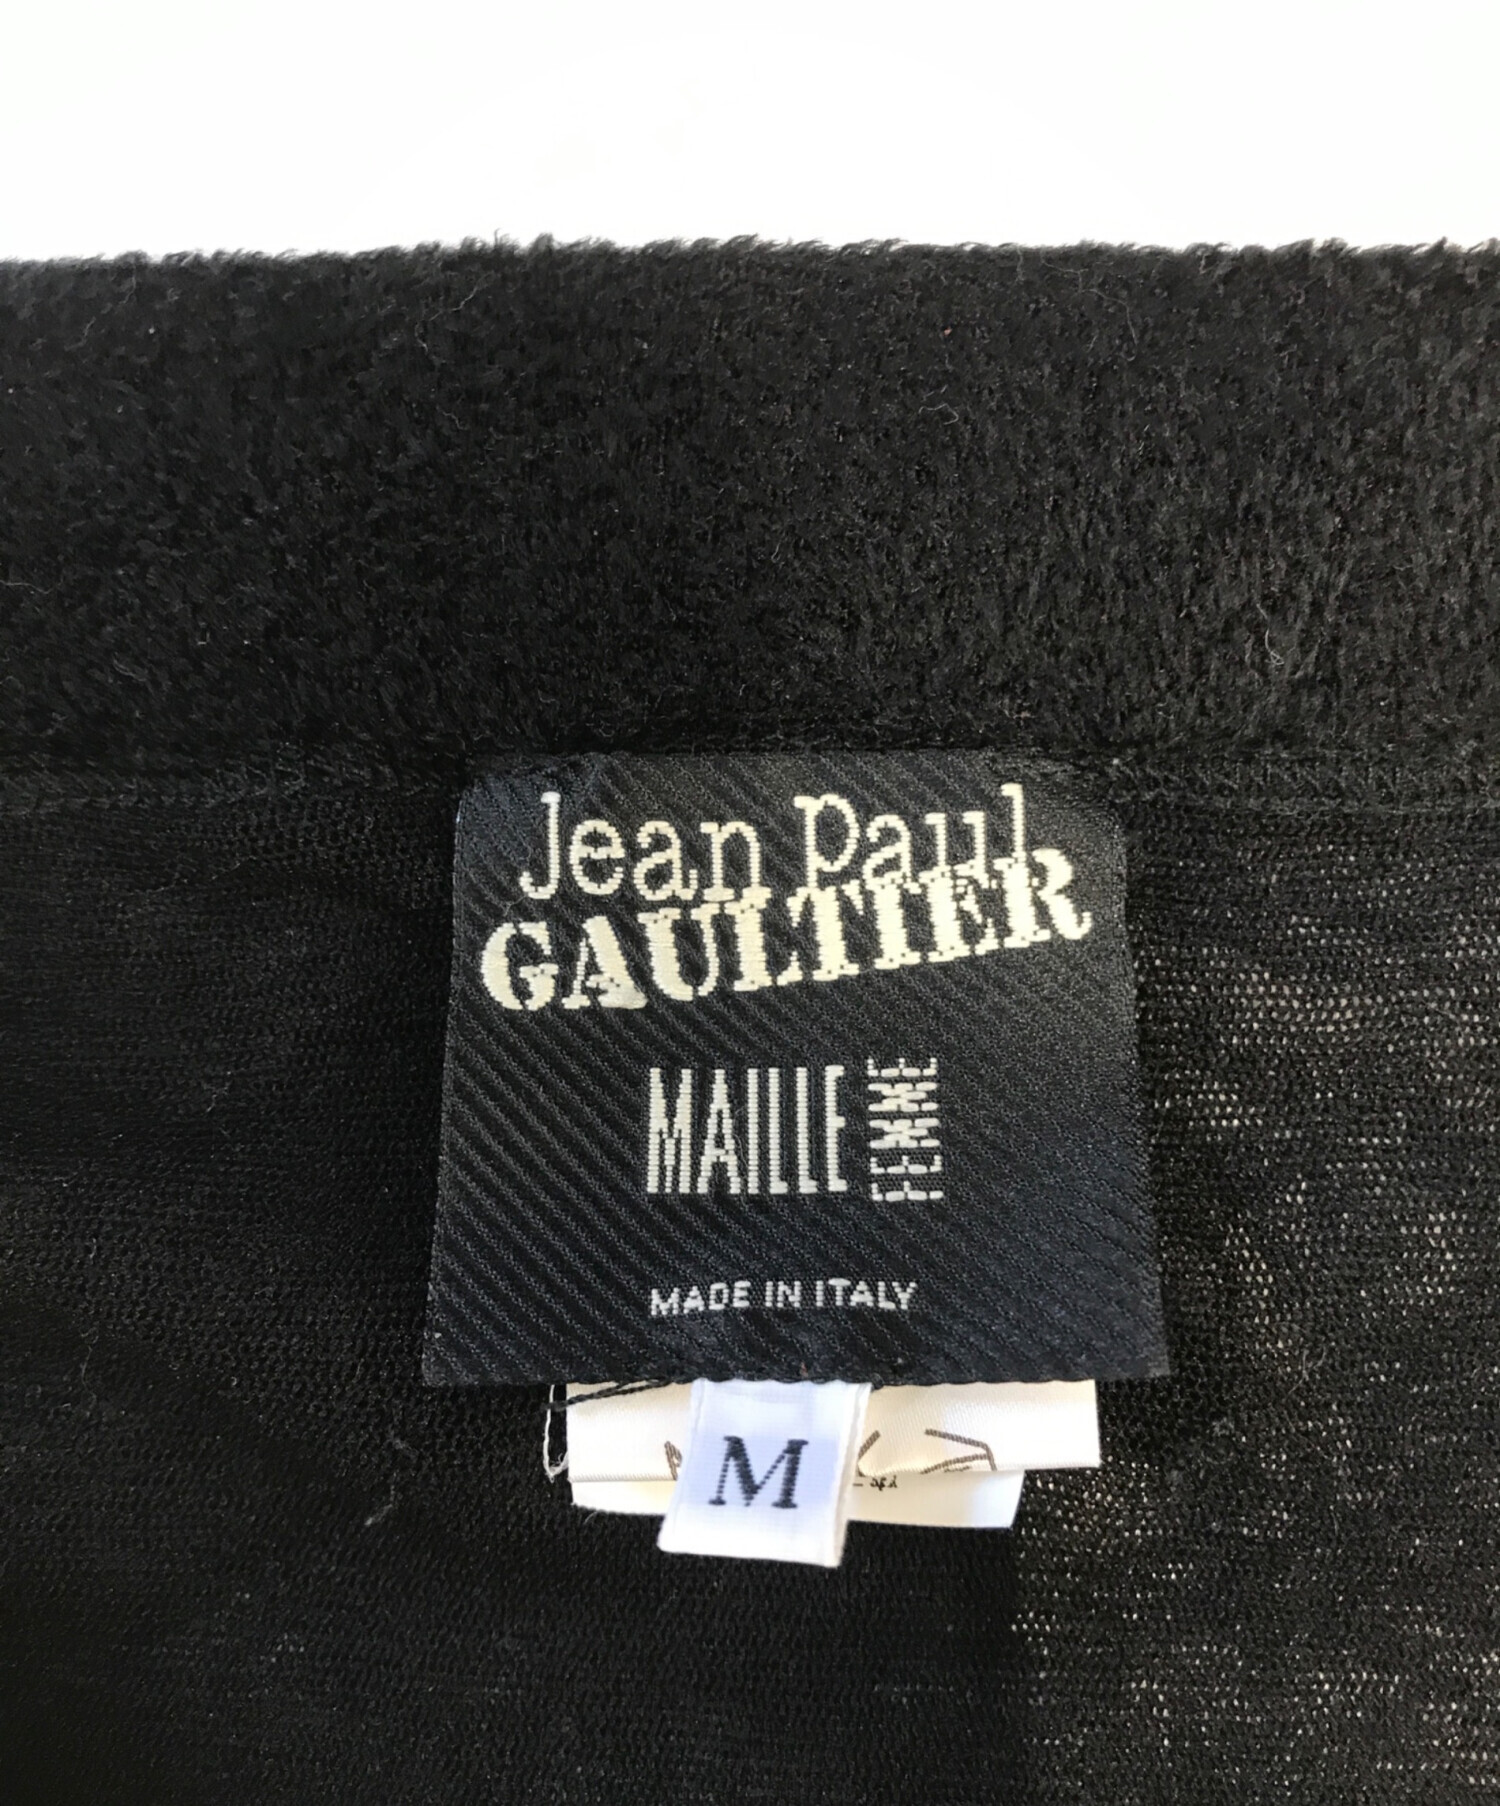 Jean Paul
GAULTIER
MAILLE FEMME
MADE IN ITALY
M